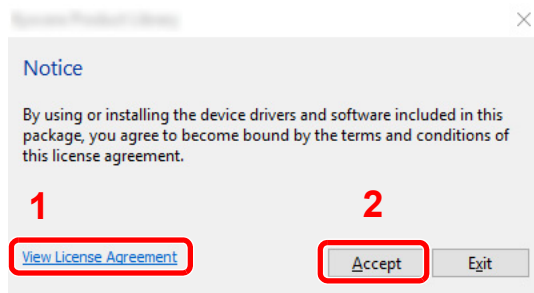 Notice
By using or installing the device drivers and software included in this
package, you agree to become bound by the terms and conditions of
this license agreement.
1
2
View License Agreement
Accept
Exit